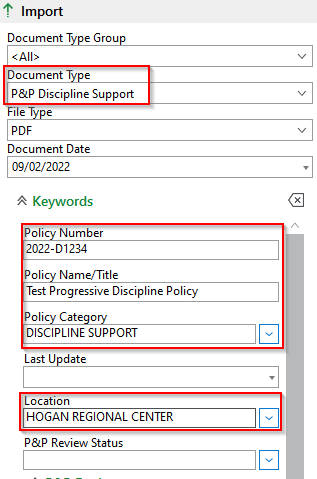 Import
Document Type Group
<All>
Document Type
P&P Discipline Support
File Type
PDF
Document Date
09/02/2022
Keywords
Policy Number
2022-D1234
Policy Name/Title
Test Progressive Discipline Policy
Policy Category
DISCIPLINE SUPPORT
Last Update
Location
HOGAN REGIONAL CENTER
P&P Review Status